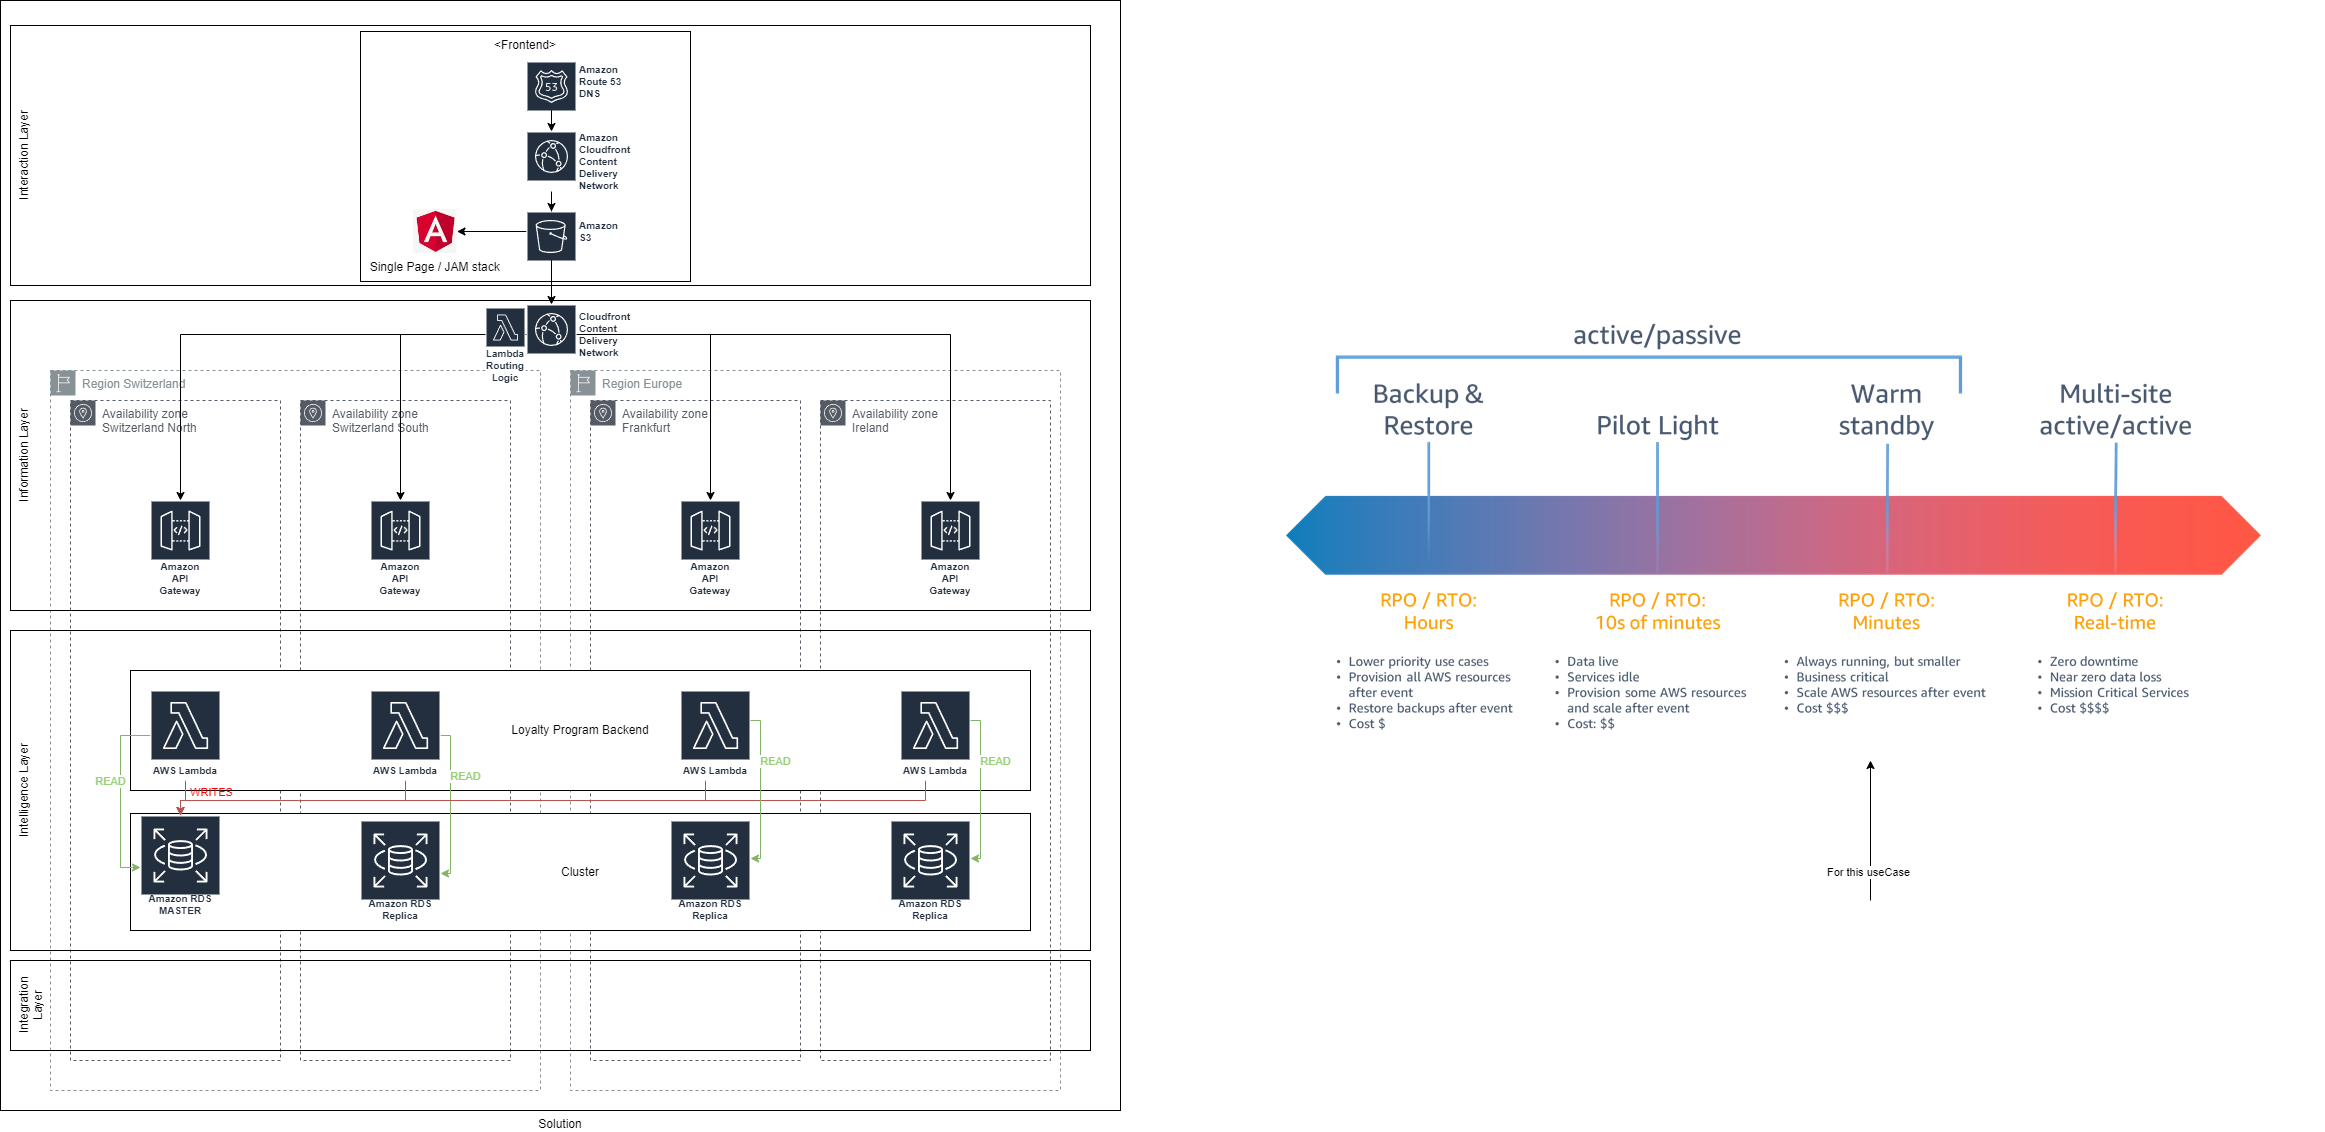 <Frontend>
Amazon
Route 53
DNS
53
Amazon
Cloudfront
Content
Delivery
Network
Amazon
S3
A
Single Page / JAM stack
Interaction Layer
Cloudfront
Content
Delivery
Network
Lambda
Routing
Logic
Region Switzerland
Region Europe
Availability zone
Switzerland North
Availability zone
Switzerland South
Availability zone
Frankfurt
Availability zone
Ireland
Information Layer
Amazon
API
Gateway
Amazon
API
Gateway
Amazon
API
Gateway
Amazon
API
Gateway
Intelligence Layer
Loyalty Program Backend
AWS Lambda
AWS Lambda
AWS Lambda
AWS Lambda
READ
READ
READ
READ
WRITES
Cluster
Amazon RDS
MASTER
Amazon RDS
Replica
Amazon RDS
Replica
Amazon RDS
Replica
Integration
Layer
Solution
active/passive
Backup &
Restore
Pilot Light
Warm
standby
Multi-site
active/active
RPO / RTO:
Hours
RPO / RTO:
10s of minutes
RPO / RTO:
Minutes
RPO / RTO:
Real-time
• Lower priority use cases
• Provision all AWS resources
after event
• Restore backups after event
• Cost $
• Data live
• Services idle
• Provision some AWS resources
and scale after event
• Cost: $$
• Always running, but smaller
• Business critical
• Scale AWS resources after event
• Cost $$$
• Zero downtime
• Near zero data loss
• Mission Critical Services
• Cost $$$$
For this useCase